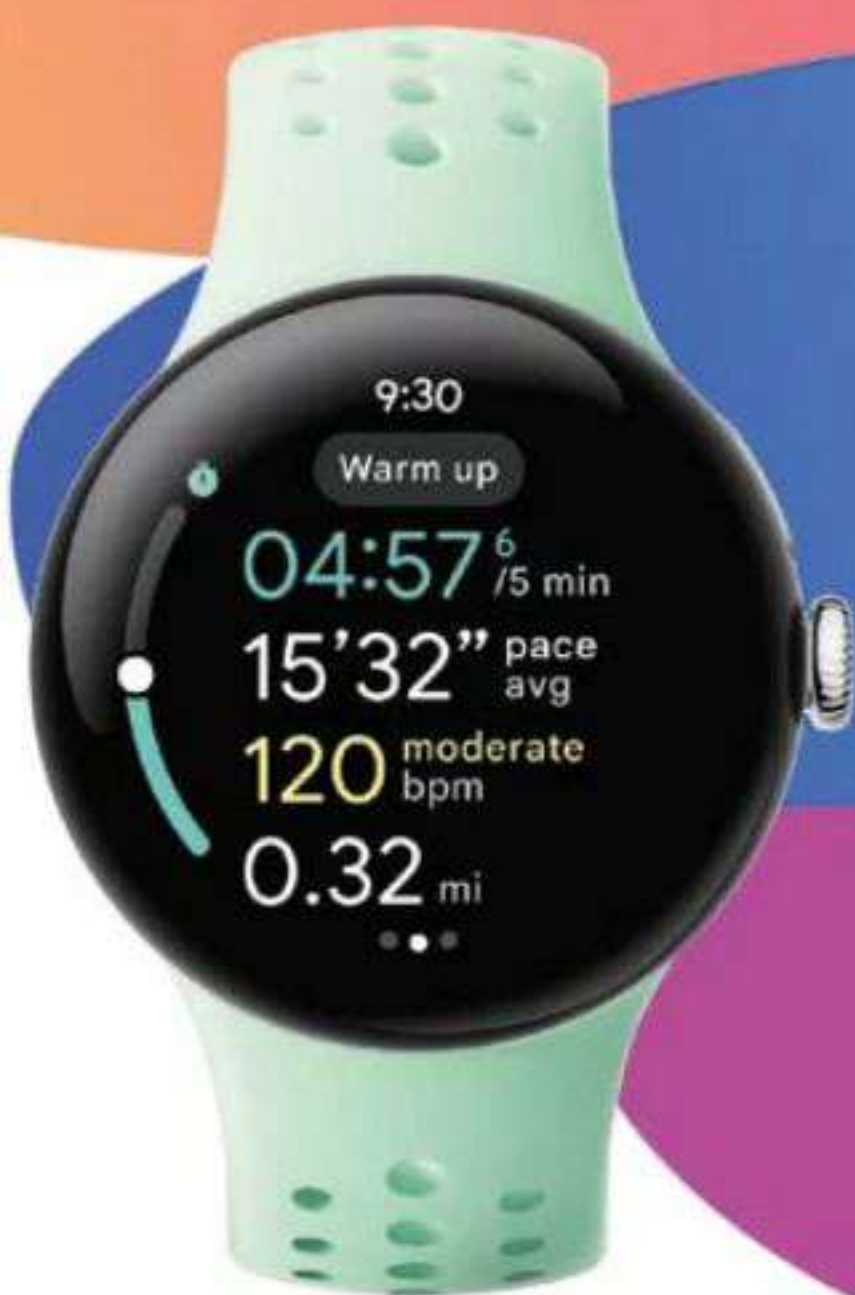 9:30
Warm up
04:57 6
/5 min
15’32” pace
avg
120 moderate
bpm
0.32 mi